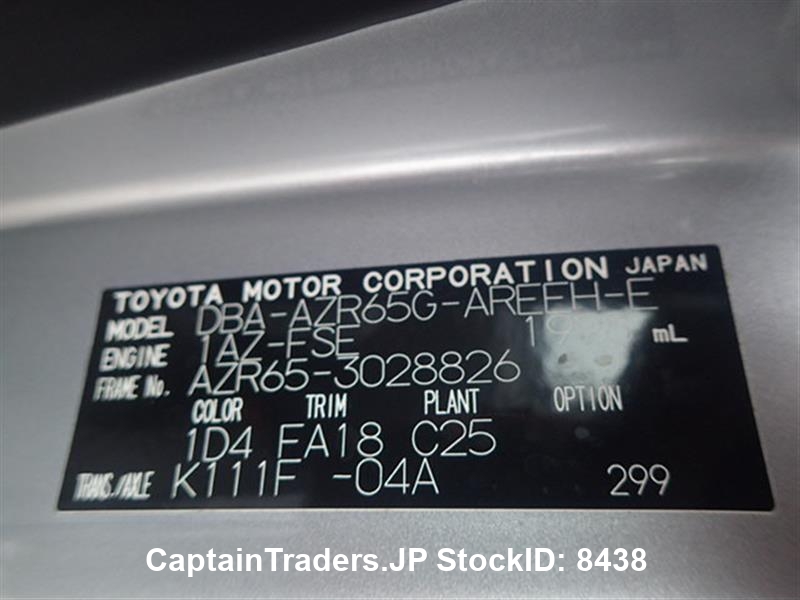 TOYOTA MOTOR CORPORATION JAPAN
MODEL DBA-AZR65G-AREEH-E
ENGINE 1AZ-FSE mL
FRAME No. AZR65-3028826
COLOR TRIM PLANT OPTION
1D4 FA18 C25
TRANS./AXLE K111F -04A 299
CaptainTraders.JP StockID: 8438